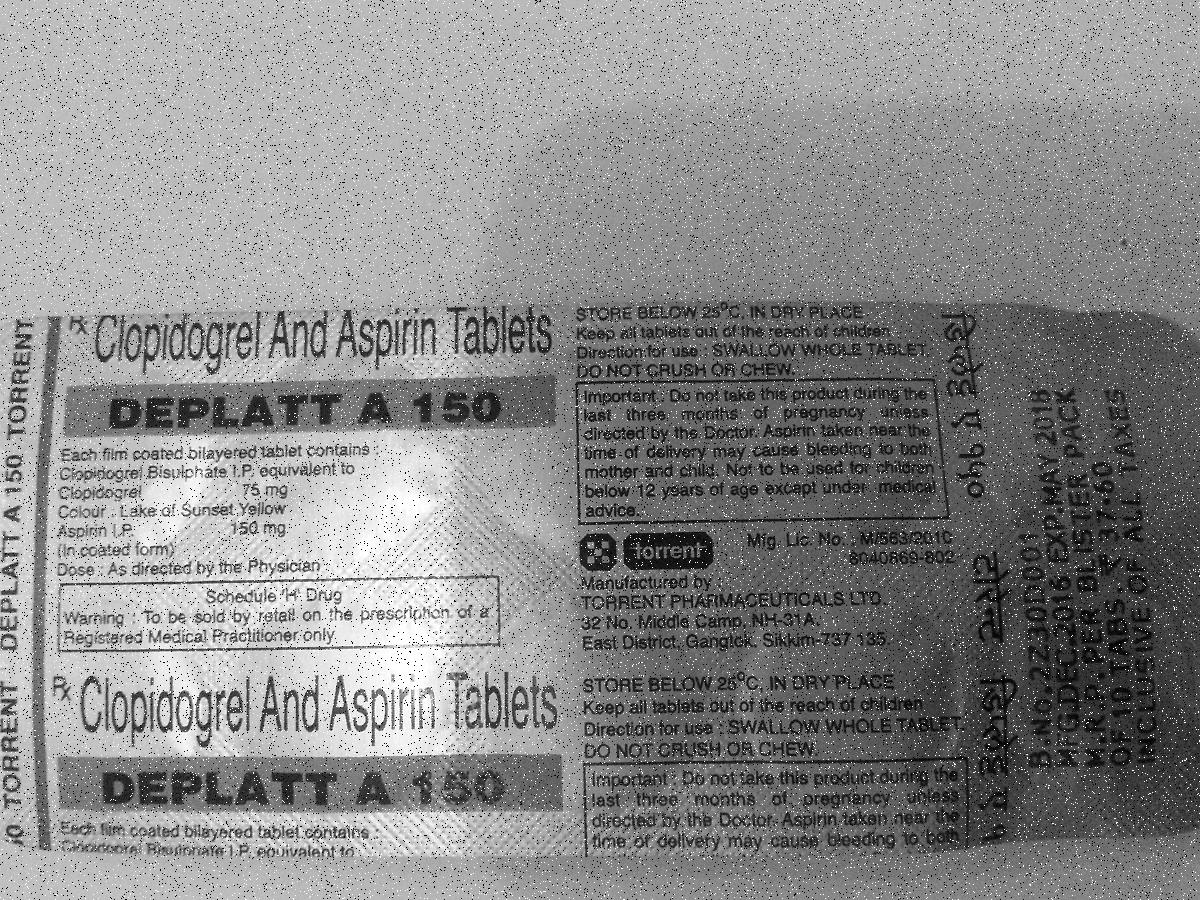 TORRENT DEPLATT A 150 TORRENT
Rx Clopidogrel And Aspirin Tablets
DEPLATT A 150
Each film coated bilayered tablet contains :
Clopidogrel Bisulphate I.P. equivalent to
Clopidogrel 75 mg
Colour : Lake of Sunset Yellow
Aspirin I.P. 150 mg
(In coated form)
Dose : As directed by the Physician
Schedule 'H' Drug
Warning : To be sold by retail on the prescription of a
Registered Medical Practitioner only.
Rx Clopidogrel And Aspirin Tablets
DEPLATT A 150
Each film coated bilayered tablet contains :
Clopidogrel Bisulphate I.P. equivalent to
STORE BELOW 25°C, IN DRY PLACE
Keep all tablets out of the reach of children
Direction for use : SWALLOW WHOLE TABLET.
DO NOT CRUSH OR CHEW.
Important : Do not take this product during the
last three months of pregnancy unless
directed by the Doctor. Aspirin taken near the
time of delivery may cause bleeding to both
mother and child. Not to be used for children
below 12 years of age except under medical
advice.
torrent
Mfg. Lic. No. : M/563/2010
8040869-802
Manufactured by :
TORRENT PHARMACEUTICALS LTD.
32 No. Middle Camp, NH-31A,
East District, Gangtok, Sikkim-737 135.
STORE BELOW 25°C, IN DRY PLACE
Keep all tablets out of the reach of children
Direction for use : SWALLOW WHOLE TABLET.
DO NOT CRUSH OR CHEW.
Important : Do not take this product during the
last three months of pregnancy unless
directed by the Doctor. Aspirin taken near the
time of delivery may cause bleeding to both
B.NO.2Z30D001
MFG.DEC.2016 EXP.MAY 2018
M.R.P.PER BLISTER PACK
OF 10 TABS. ₹ 37.60
INCLUSIVE OF ALL TAXES